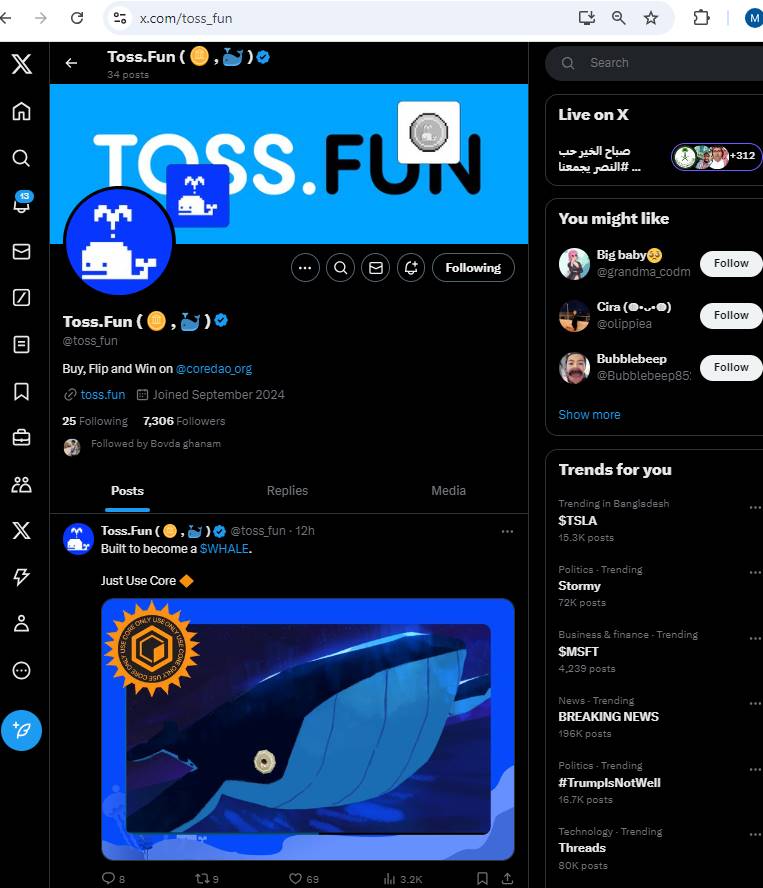 x.com/toss_fun
M
Toss.Fun ( 🪙 , 🐳 )
34 posts
Search
TOSS.FUN
Live on X
صباح الخير حب
#النصر يجمعنا ...
+312
13
You might like
Following
Big baby🥺
@grandma_codm
Follow
Toss.Fun ( 🪙 , 🐳 )
@toss_fun
Cira (๏•ᴗ•๏)
@olippiea
Follow
Buy, Flip and Win on @coredao_org
Bubblebeep
@Bubblebeep85
Follow
toss.fun Joined September 2024
25 Following 7,306 Followers
Show more
Followed by Bovda ghanam
Trends for you
Posts Replies Media
Trending in Bangladesh
$TSLA
15.3K posts
Toss.Fun ( 🪙 , 🐳 ) @toss_fun · 12h
Built to become a $WHALE.
Just Use Core 🔶
Politics · Trending
Stormy
72K posts
ONLY USE CORE ONLY USE CORE ONLY USE CORE ONLY USE CORE
Business & finance · Trending
$MSFT
4,239 posts
News · Trending
BREAKING NEWS
196K posts
Politics · Trending
#TrumpIsNotWell
16.7K posts
Technology · Trending
Threads
80K posts
8 9 69 3.2K